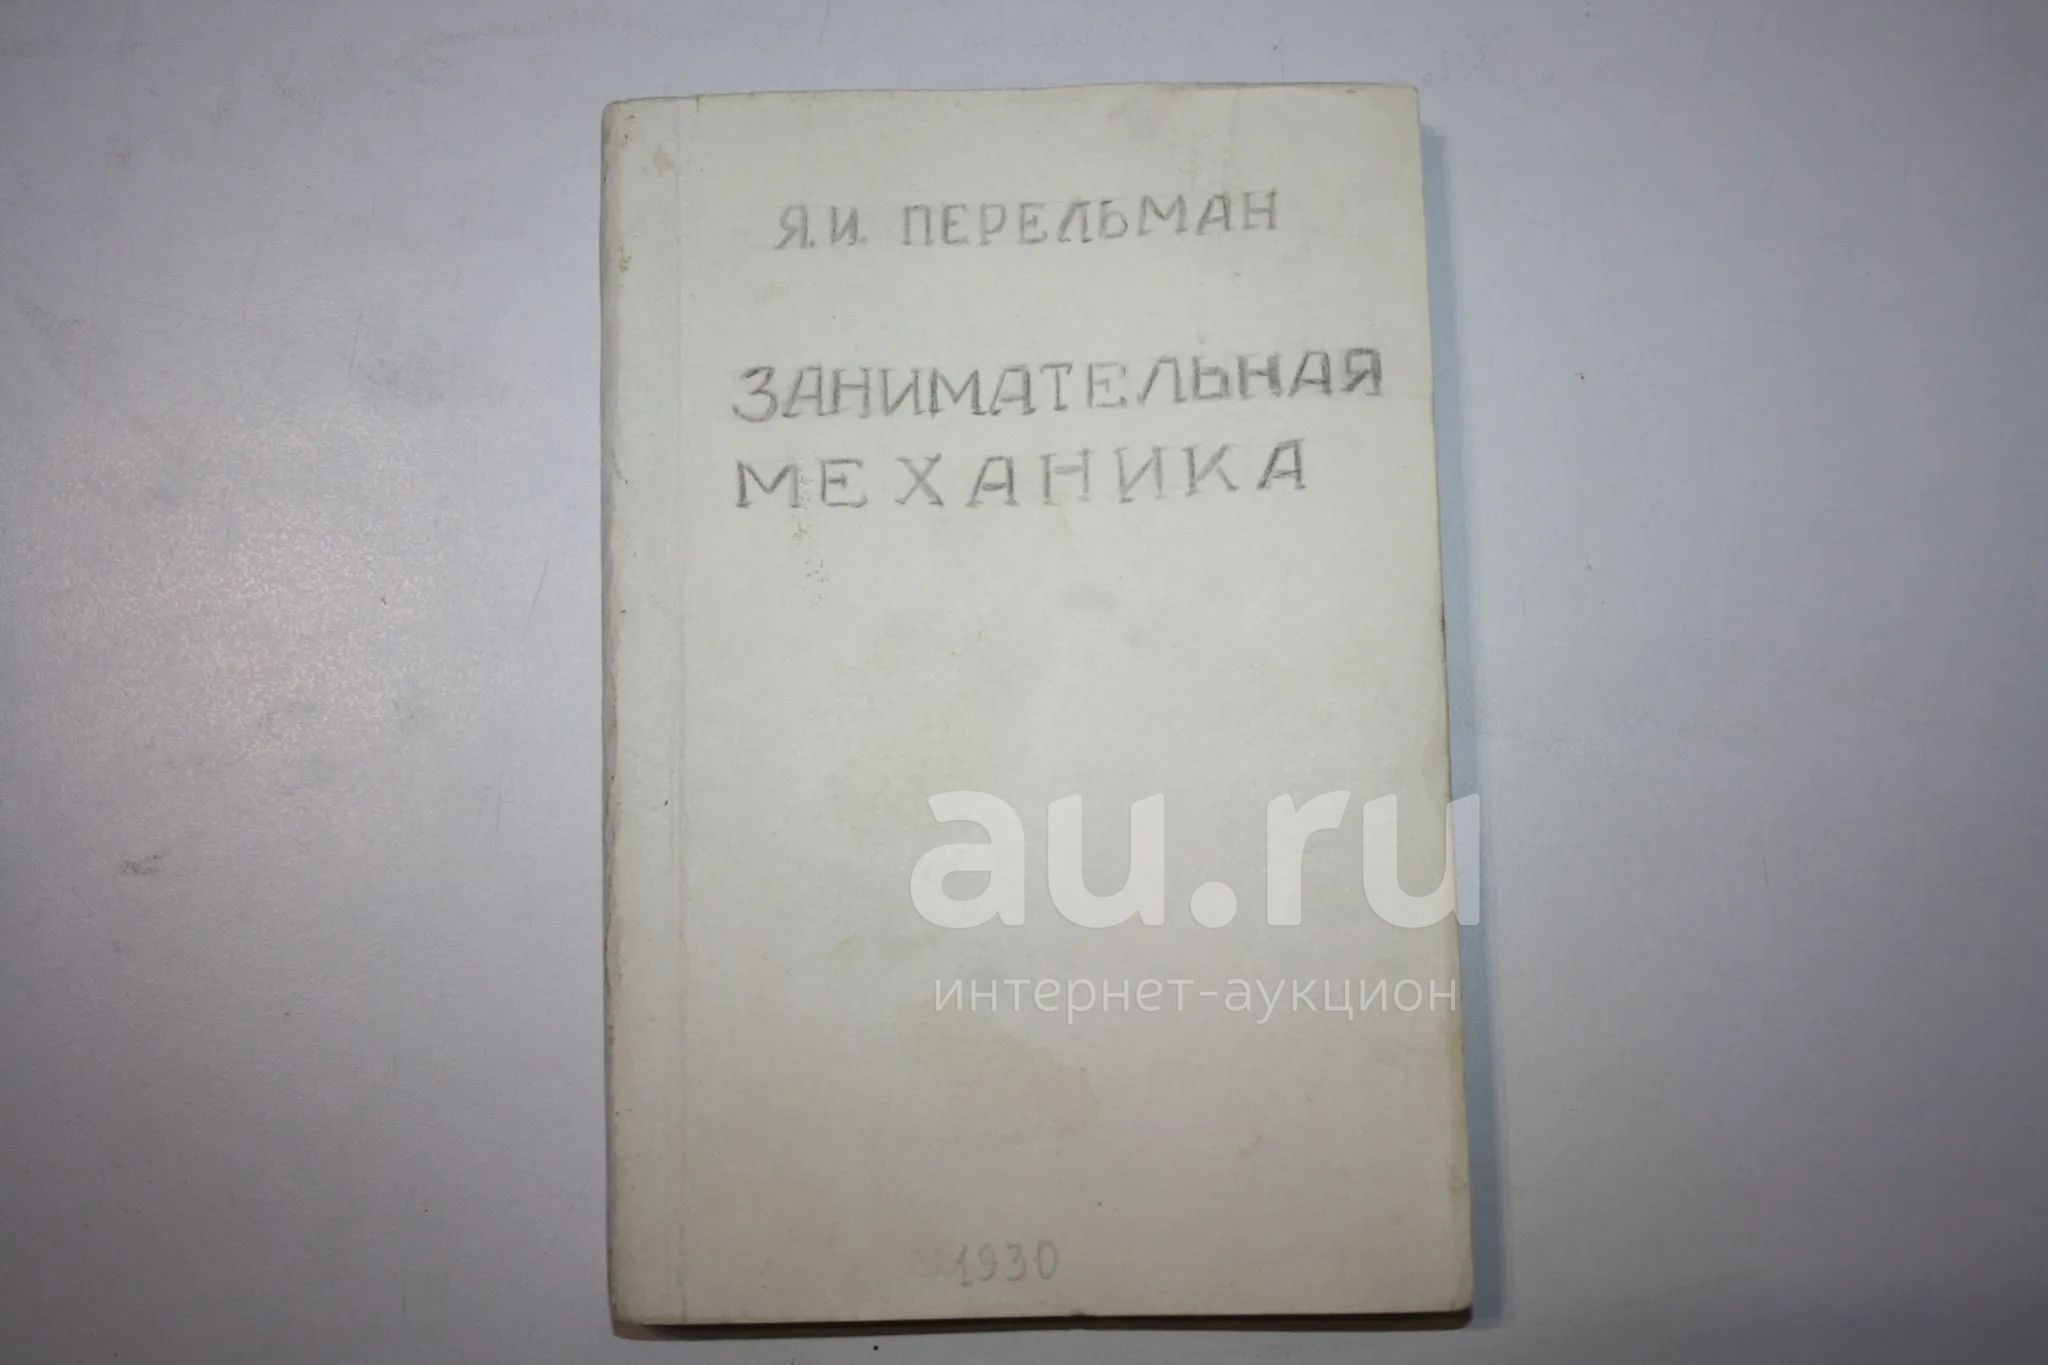 Я.И. ПЕРЕЛЬМАН
ЗАНИМАТЕЛЬНАЯ
МЕХАНИКА
au.ru
интернет-аукцион
1930